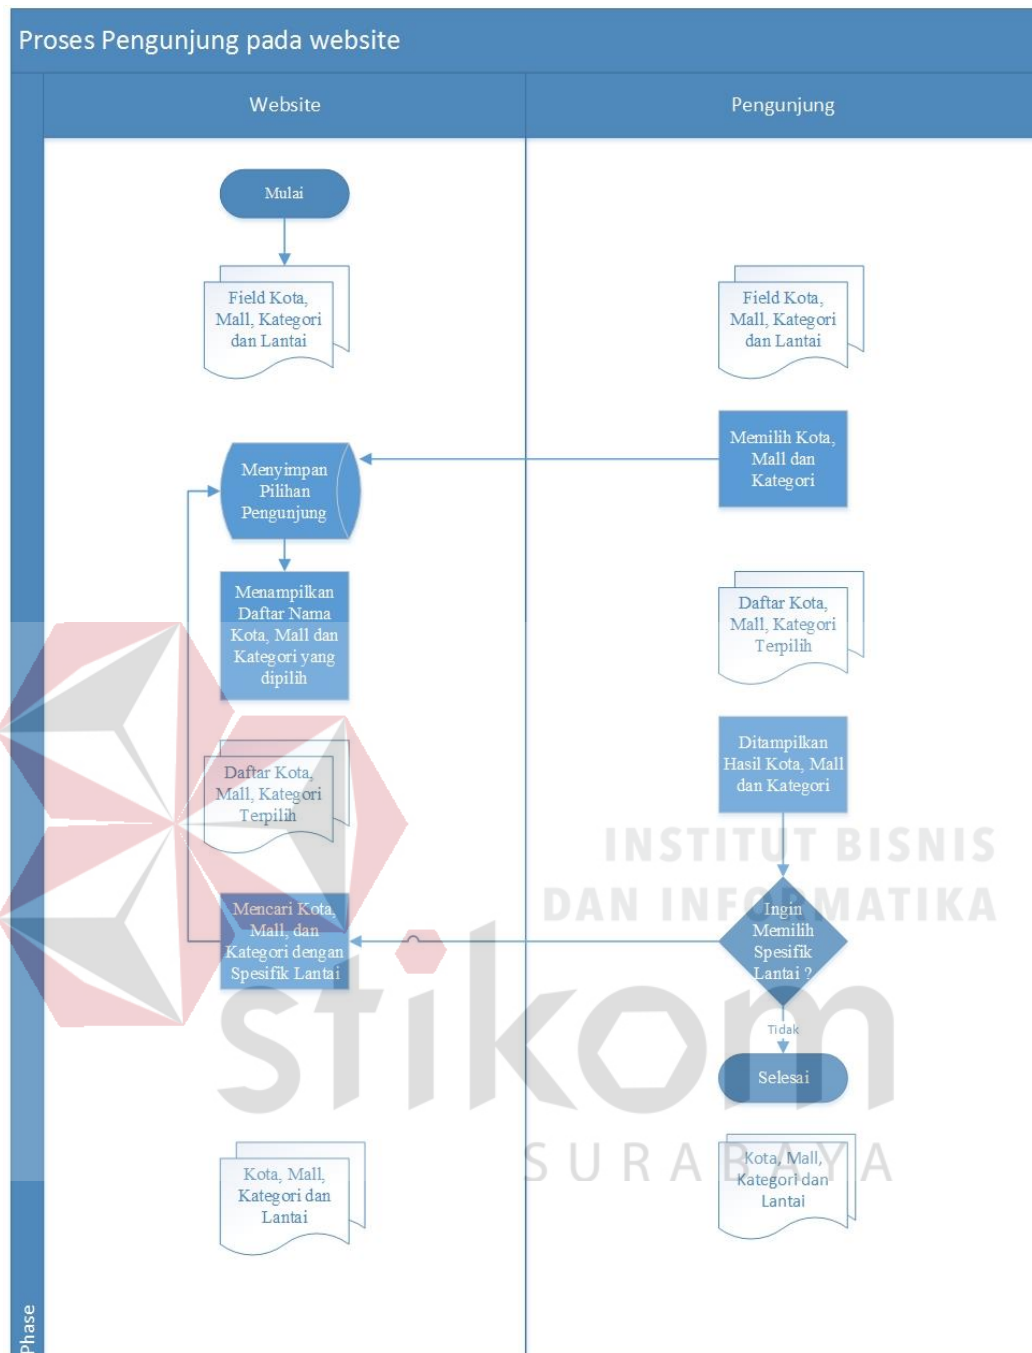 Proses Pengunjung pada website
Website
Pengunjung
Mulai
Field Kota,
Mall, Kategori
dan Lantai
Field Kota,
Mall, Kategori
dan Lantai
Memilih Kota,
Mall dan
Kategori
Menyimpan
Pilihan
Pengunjung
Menampilkan
Daftar Nama
Kota, Mall dan
Kategori yang
dipilih
Daftar Kota,
Mall, Kategori
Terpilih
Ditampilkan
Hasil Kota, Mall
dan Kategori
Daftar Kota,
Mall, Kategori
Terpilih
INSTITUT BISNIS
DAN INFORMATIKA
Mencari Kota,
Mall, dan
Kategori dengan
Spesifik Lantai
Ingin
Memilih
Spesifik
Lantai ?
stikom
Tidak
Selesai
SURABAYA
Kota, Mall,
Kategori dan
Lantai
Kota, Mall,
Kategori dan
Lantai
Phase